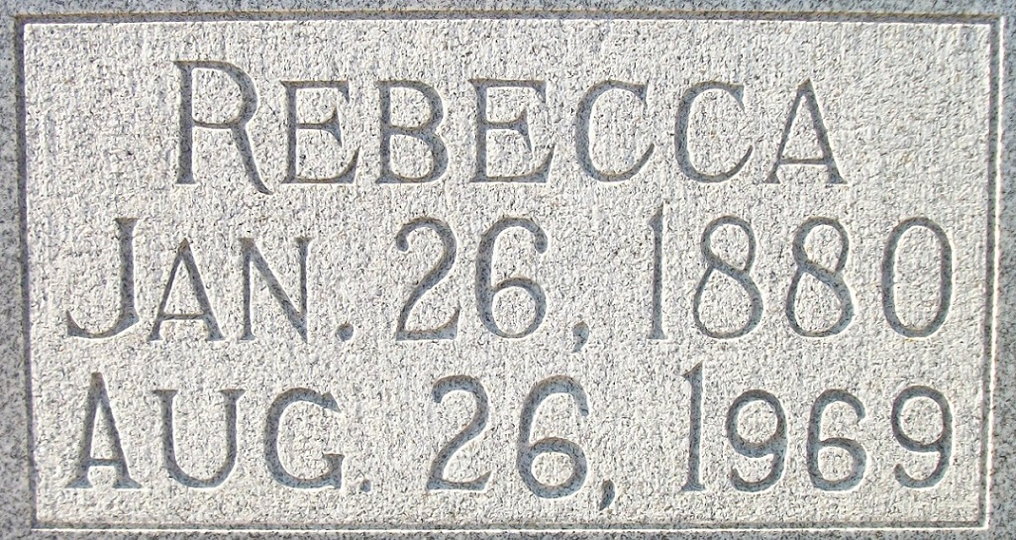 REBECCA
JAN. 26, 1880
AUG. 26, 1969